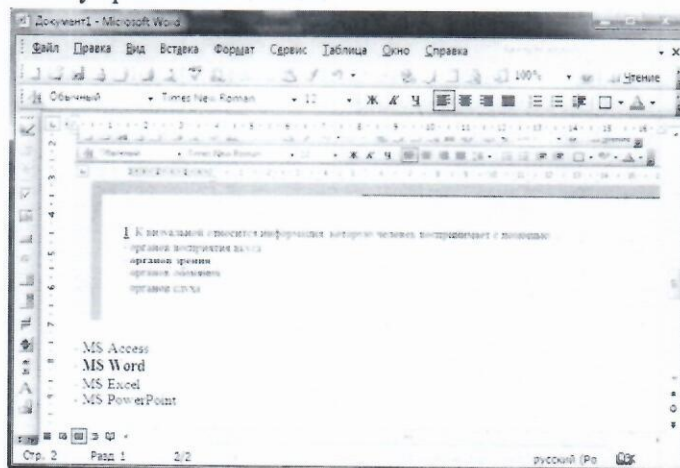 Документ1 - Microsoft Word
Файл Правка Вид Вставка Формат Сервис Таблица Окно Справка
100% Чтение
Обычный Times New Roman 12 Ж К Ч
Ж К Ч
1 К визуальной относится информация, которую человек воспринимает с помощью
- органов восприятия вкуса
органов зрения
органов обоняния
органов слуха
- MS Access
- MS Word
- MS Excel
- MS PowerPoint
Стр. 2 Разд 1 2/2 русский (Ро